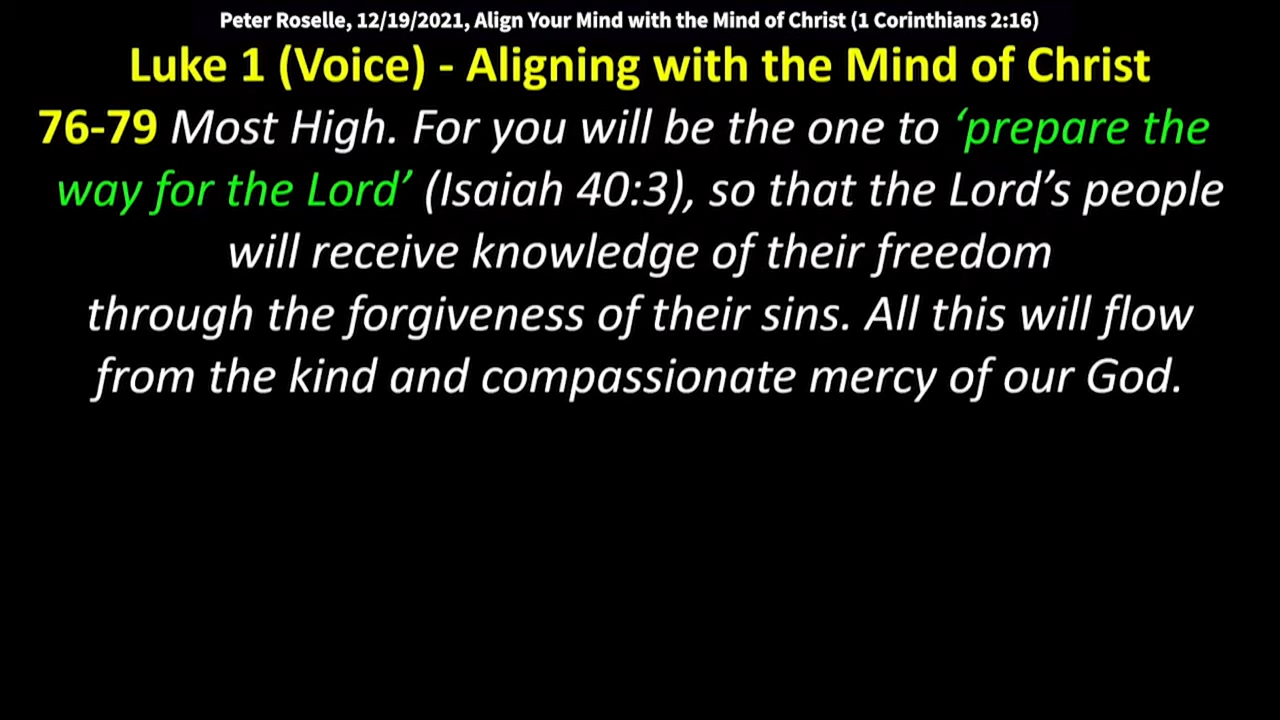 Peter Roselle, 12/19/2021, Align Your Mind with the Mind of Christ (1 Corinthians 2:16)
Luke 1 (Voice) - Aligning with the Mind of Christ
76-79 Most High. For you will be the one to ‘prepare the
way for the Lord’ (Isaiah 40:3), so that the Lord’s people
will receive knowledge of their freedom
through the forgiveness of their sins. All this will flow
from the kind and compassionate mercy of our God.